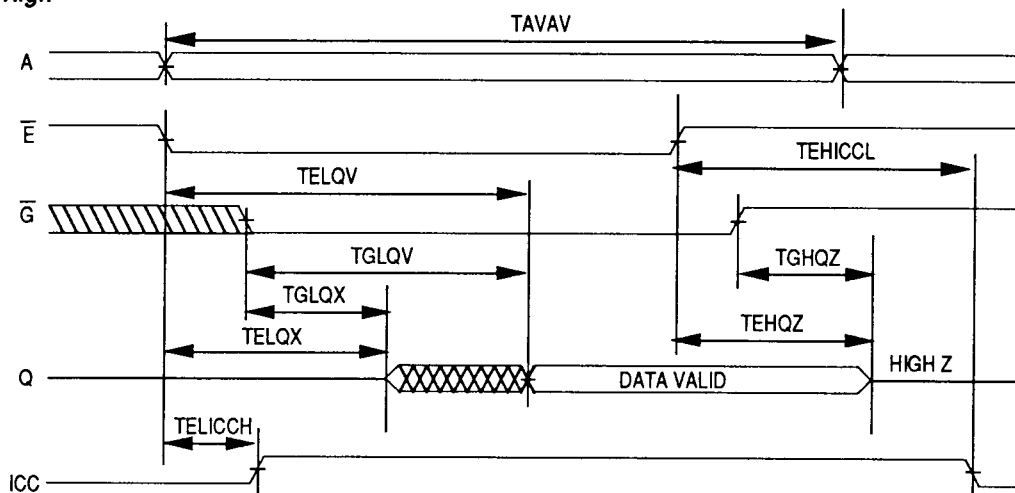 High
TAVAV
A
E
TEHICCL
TELQV
G
TGLQV
TGHQZ
TGLQX
TELQX
TEHQZ
Q
DATA VALID
HIGH Z
TELICCH
ICC